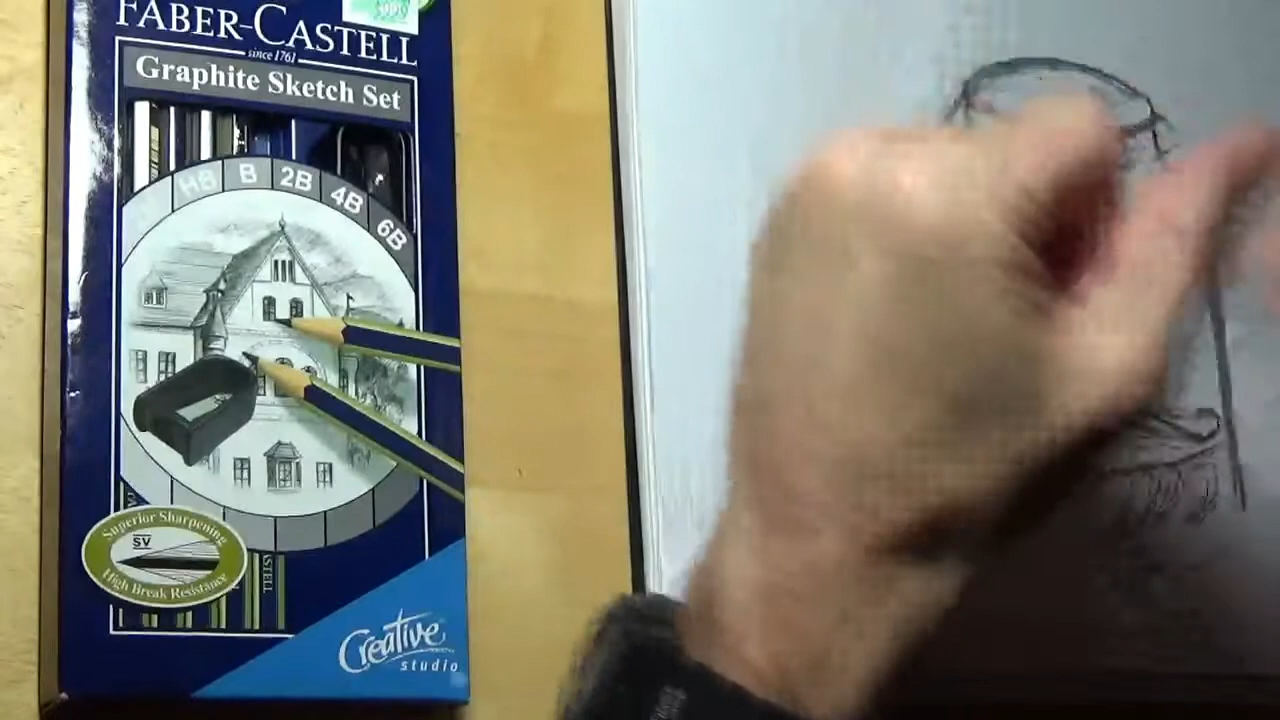 FABER-CASTELL
since 1761
Graphite Sketch Set
HB B 2B 4B 6B
Superior Sharpening
SV
High Break Resistance
Creative
studio